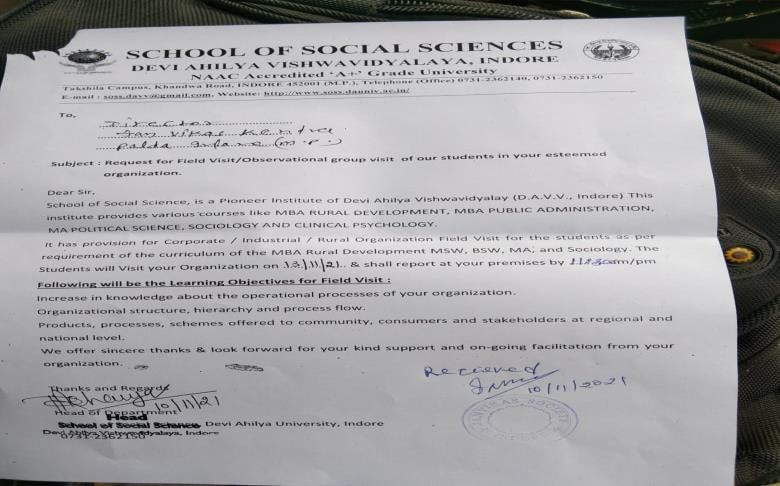 SCHOOL OF SOCIAL SCIENCES
DEVI AHILYA VISHWAVIDYALAYA, INDORE
NAAC Accredited 'A+' Grade University
Takshila Campus, Khandwa Road, INDORE 452001 (M.P.), Telephone (Office) 0731-2362140, 0731-2362150
E-mail : soss.davv@gmail.com, Website: http://www.soss.dauniv.ac.in/
To,
Director
Jan Vikas Kendra
Palda Indore (M.P.)
Subject : Request for Field Visit/Observational group visit of our students in your esteemed
organization.
Dear Sir,
School of Social Science, is a Pioneer Institute of Devi Ahilya Vishwavidyalay (D.A.V.V., Indore) This
institute provides various courses like MBA RURAL DEVELOPMENT, MBA PUBLIC ADMINISTRATION,
MA POLITICAL SCIENCE, SOCIOLOGY AND CLINICAL PSYCHOLOGY.
It has provision for Corporate / Industrial / Rural Organization Field Visit for the students as per
requirement of the curriculum of the MBA Rural Development MSW, BSW, MA, and Sociology. The
Students will Visit your Organization on 13/11/21.. & shall report at your premises by 11:30am/pm
Following will be the Learning Objectives for Field Visit :
Increase in knowledge about the operational processes of your organization.
Organizational structure, hierarchy and process flow.
Products, processes, schemes offered to community, consumers and stakeholders at regional and
national level.
We offer sincere thanks & look forward for your kind support and on-going facilitation from your
organization.
Recieved
10/11/2021
Thanks and Regards
10/11/21
Head of Department
Head
School of Social Science Devi Ahilya University, Indore
Devi Ahilya Vishwavidyalaya, Indore
0731-2362150